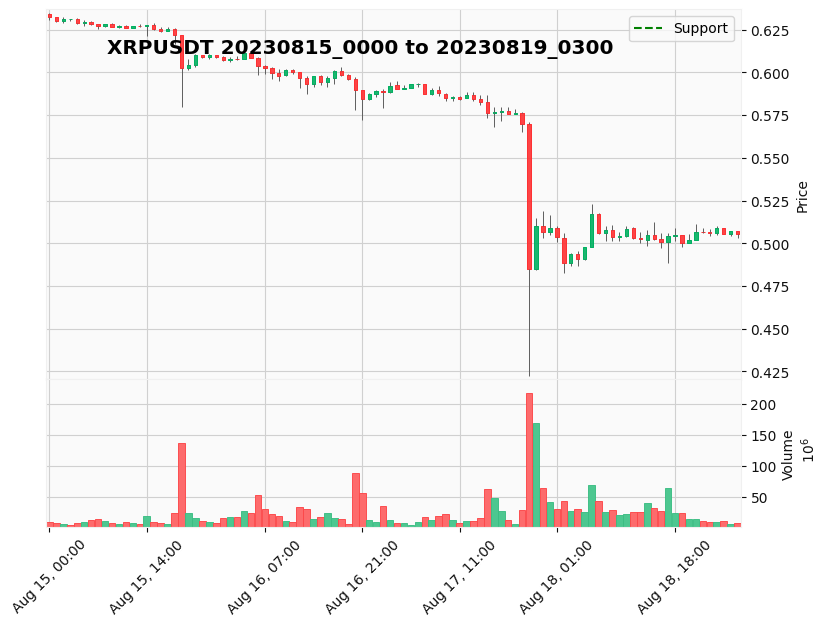 Support
XRPUSDT 20230815_0000 to 20230819_0300
0.625
0.600
0.575
0.550
0.525
0.500
0.475
0.450
0.425
Price
200
150
100
50
Volume
10^6
Aug 15, 00:00
Aug 15, 14:00
Aug 16, 07:00
Aug 16, 21:00
Aug 17, 11:00
Aug 18, 01:00
Aug 18, 18:00